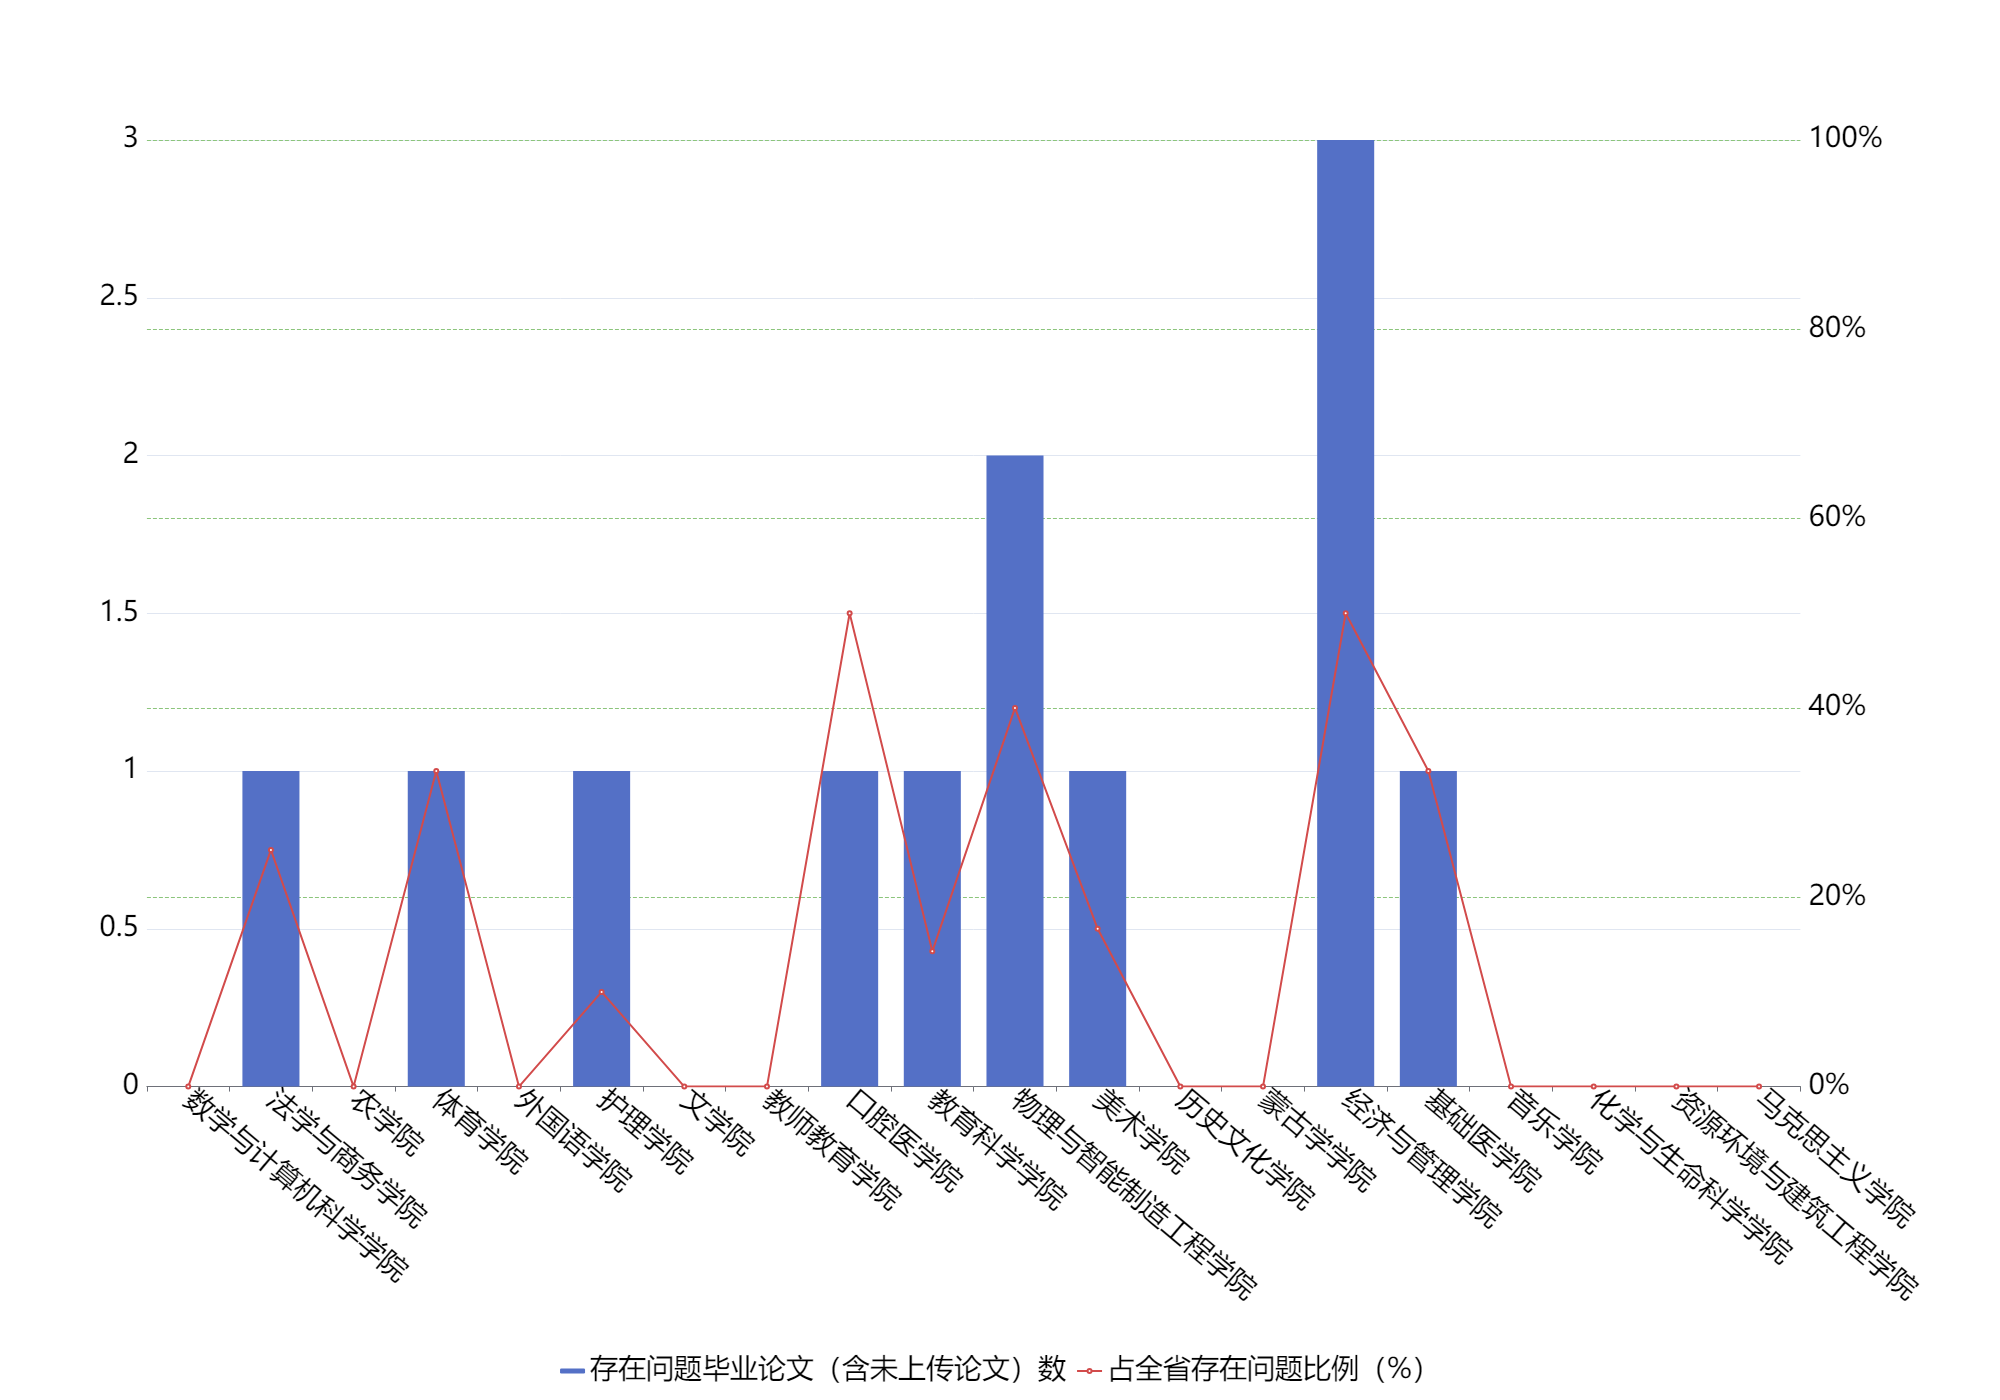 3
2.5
2
1.5
1
0.5
0
100%
80%
60%
40%
20%
0%
数学与计算机科学学院
法学与商务学院
农学院
体育学院
外国语学院
护理学院
文学院
教师教育学院
口腔医学院
教育科学学院
物理与智能制造工程学院
美术学院
历史文化学院
蒙古学学院
经济与管理学院
基础医学院
音乐学院
化学与生命科学学院
资源环境与建筑工程学院
马克思主义学院
存在问题毕业论文（含未上传论文）数
占全省存在问题比例（%）